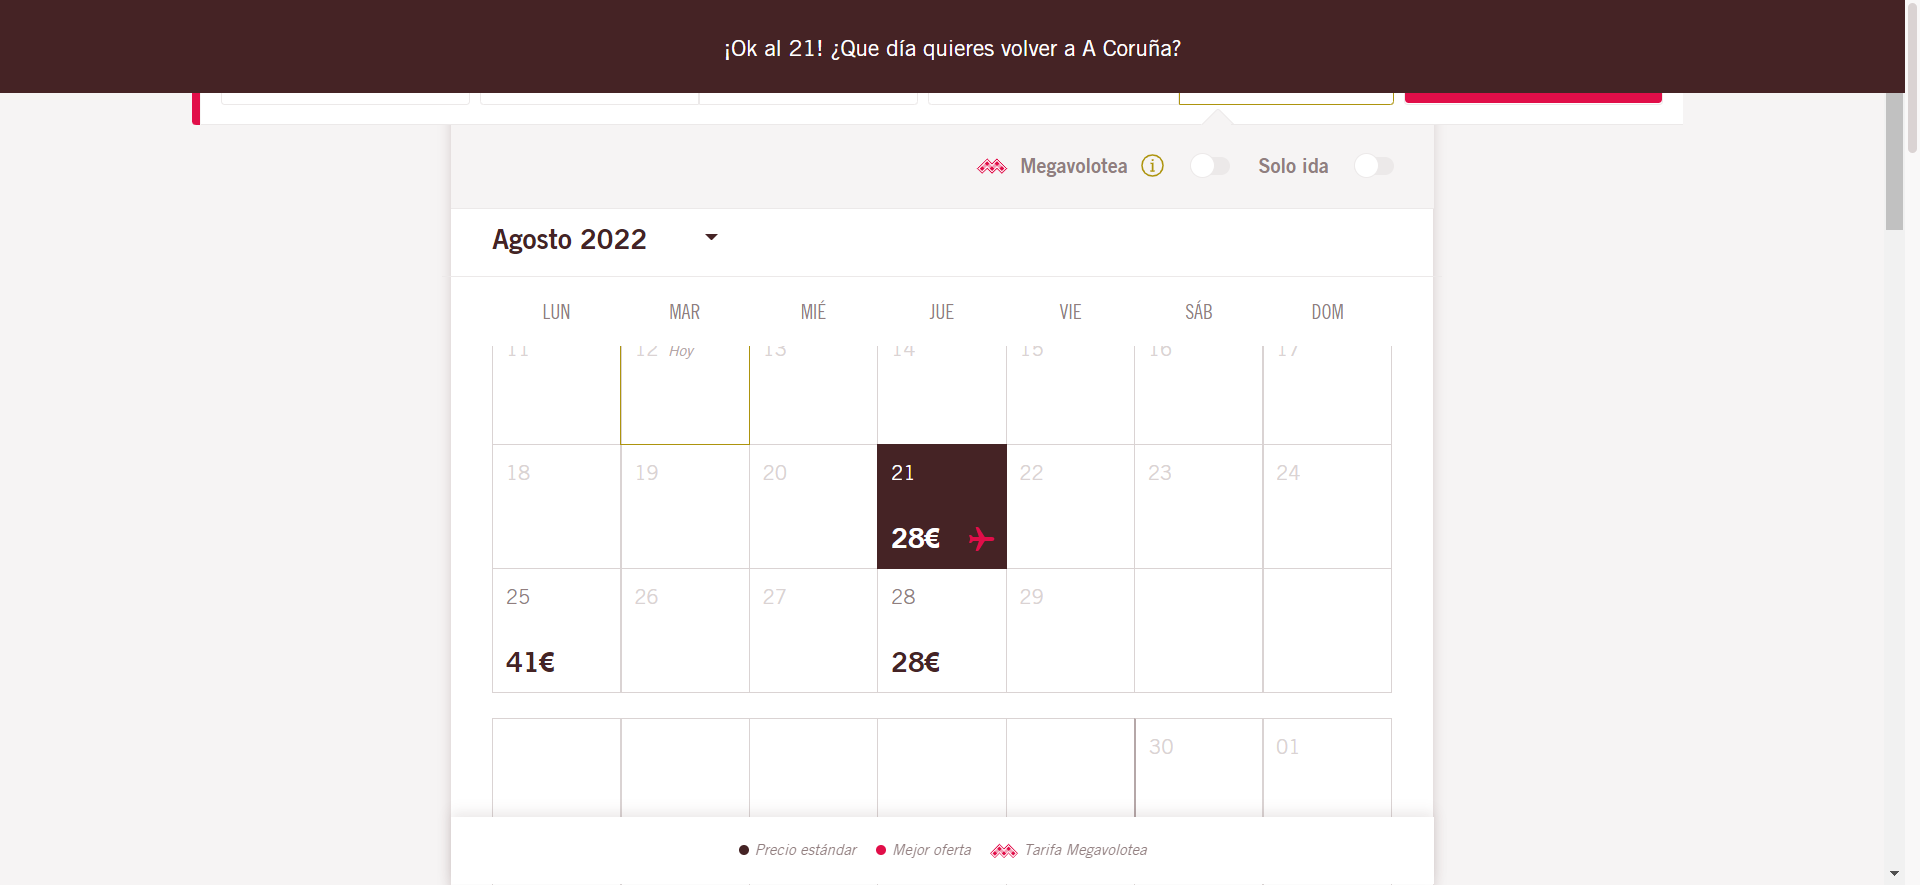 ¡Ok al 21! ¿Que día quieres volver a A Coruña?
Megavolotea i Solo ida
Agosto 2022
LUN MAR MIÉ JUE VIE SÁB DOM
11 12 Hoy 13 14 15 16 17
18 19 20 21 22 23 24
28€
25 26 27 28 29
41€ 28€
30 01
Precio estándar Mejor oferta Tarifa Megavolotea